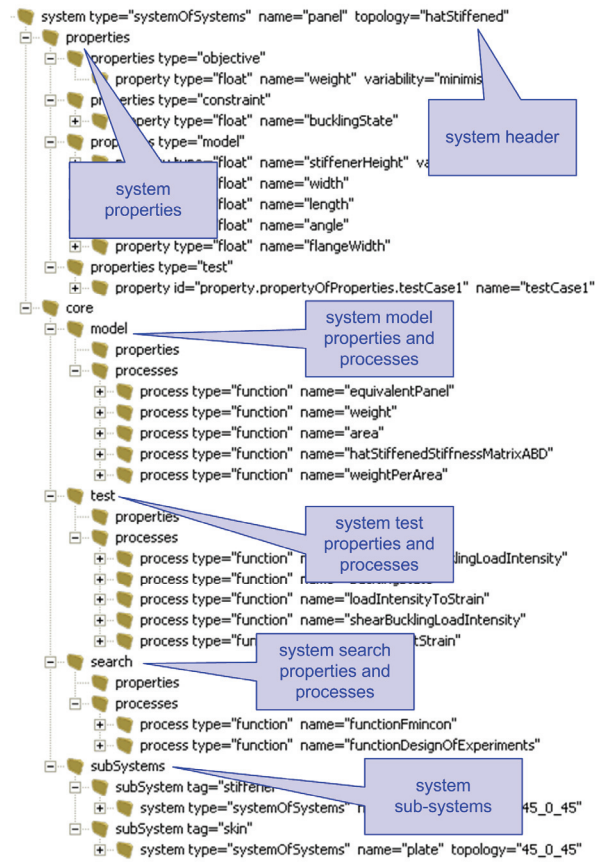 system type="systemOfSystems" name="panel" topology="hatStiffened"
properties
properties type="objective"
property type="float" name="weight" variability="minimis
properties type="constraint"
property type="float" name="bucklingState"
system header
properties type="model"
property type="float" name="stiffenerHeight"
float" name="width"
float" name="length"
float" name="angle"
system
properties
property type="float" name="flangeWidth"
properties type="test"
property id="property.propertyOfProperties.testCase1" name="testCase1"
core
model
system model
properties and
processes
properties
processes
process type="function" name="equivalentPanel"
process type="function" name="weight"
process type="function" name="area"
process type="function" name="hatStiffenedStiffnessMatrixABD"
process type="function" name="weightPerArea"
test
system test
properties and
processes
properties
processes
process type="function" cklingLoadIntensity"
process type="function"
process type="function" name="loadIntensityToStrain"
process type="function" name="shearBucklingLoadIntensity"
process type="fun tStrain"
search
system search
properties and
processes
properties
processes
process type="function" name="functionFmincon"
process type="function" name="functionDesignOfExperiments"
subSystems
system
sub-systems
subSystem tag="stiffener
system type="systemOfSystems" 45_0_45"
subSystem tag="skin"
system type="systemOfSystems" name="plate" topology="45_0_45"